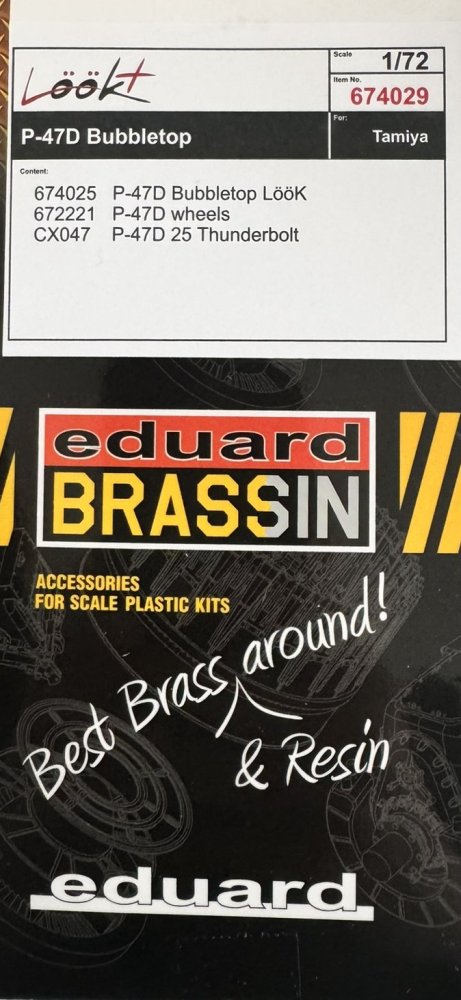 Löök+
Scale
1/72
Item No.
674029
P-47D Bubbletop
For:
Tamiya
Content:
674025 P-47D Bubbletop LööK
672221 P-47D wheels
CX047 P-47D 25 Thunderbolt
eduard
BRASSIN
ACCESSORIES
FOR SCALE PLASTIC KITS
Best Brass around!
& Resin
eduard